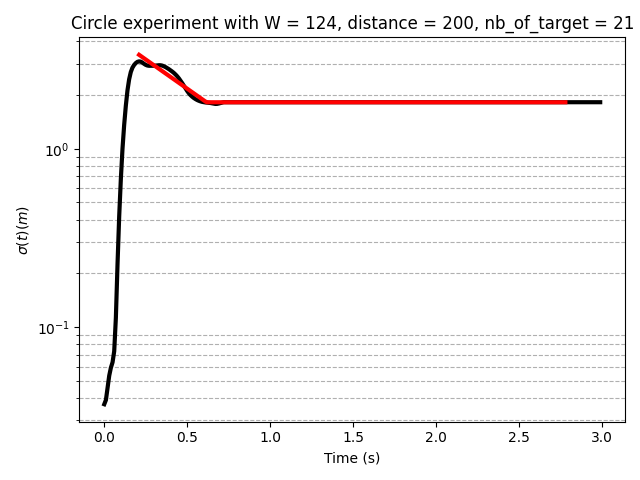 Circle experiment with W = 124, distance = 200, nb_of_target = 21
σ(t)(m)
10⁰
10⁻¹
0.0 0.5 1.0 1.5 2.0 2.5 3.0
Time (s)